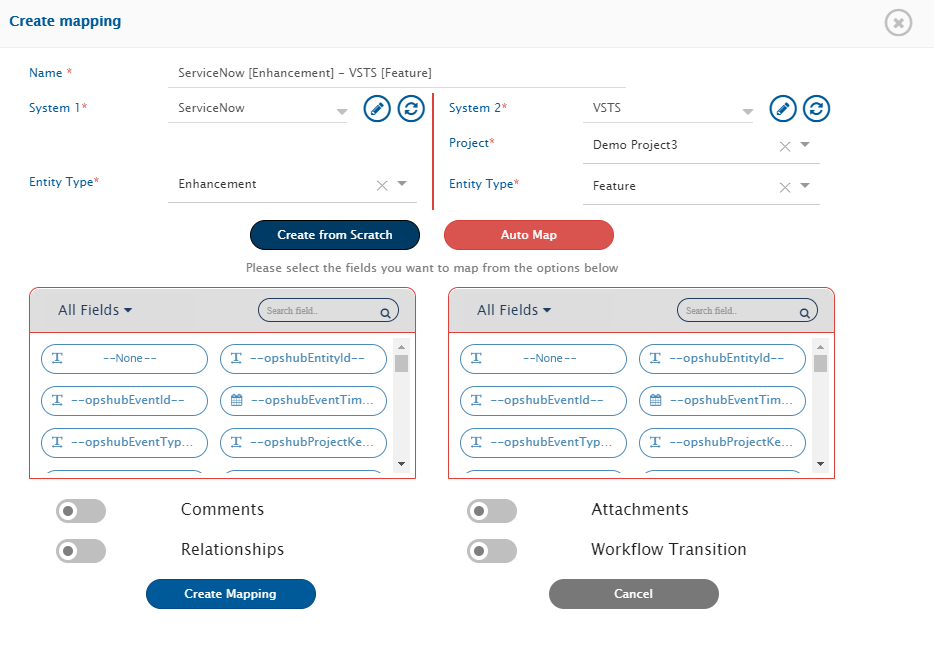 Create mapping
Name *
ServiceNow [Enhancement] - VSTS [Feature]
System 1*
ServiceNow
System 2*
VSTS
Project*
Demo Project3
Entity Type*
Enhancement
Entity Type*
Feature
Create from Scratch
Auto Map
Please select the fields you want to map from the options below
All Fields
Search field..
All Fields
Search field..
--None--
--opshubEntityId--
--None--
--opshubEntityId--
--opshubEventId--
--opshubEventTim...
--opshubEventId--
--opshubEventTim...
--opshubEventTyp...
--opshubProjectKe...
--opshubEventTyp...
--opshubProjectKe...
Comments
Attachments
Relationships
Workflow Transition
Create Mapping
Cancel